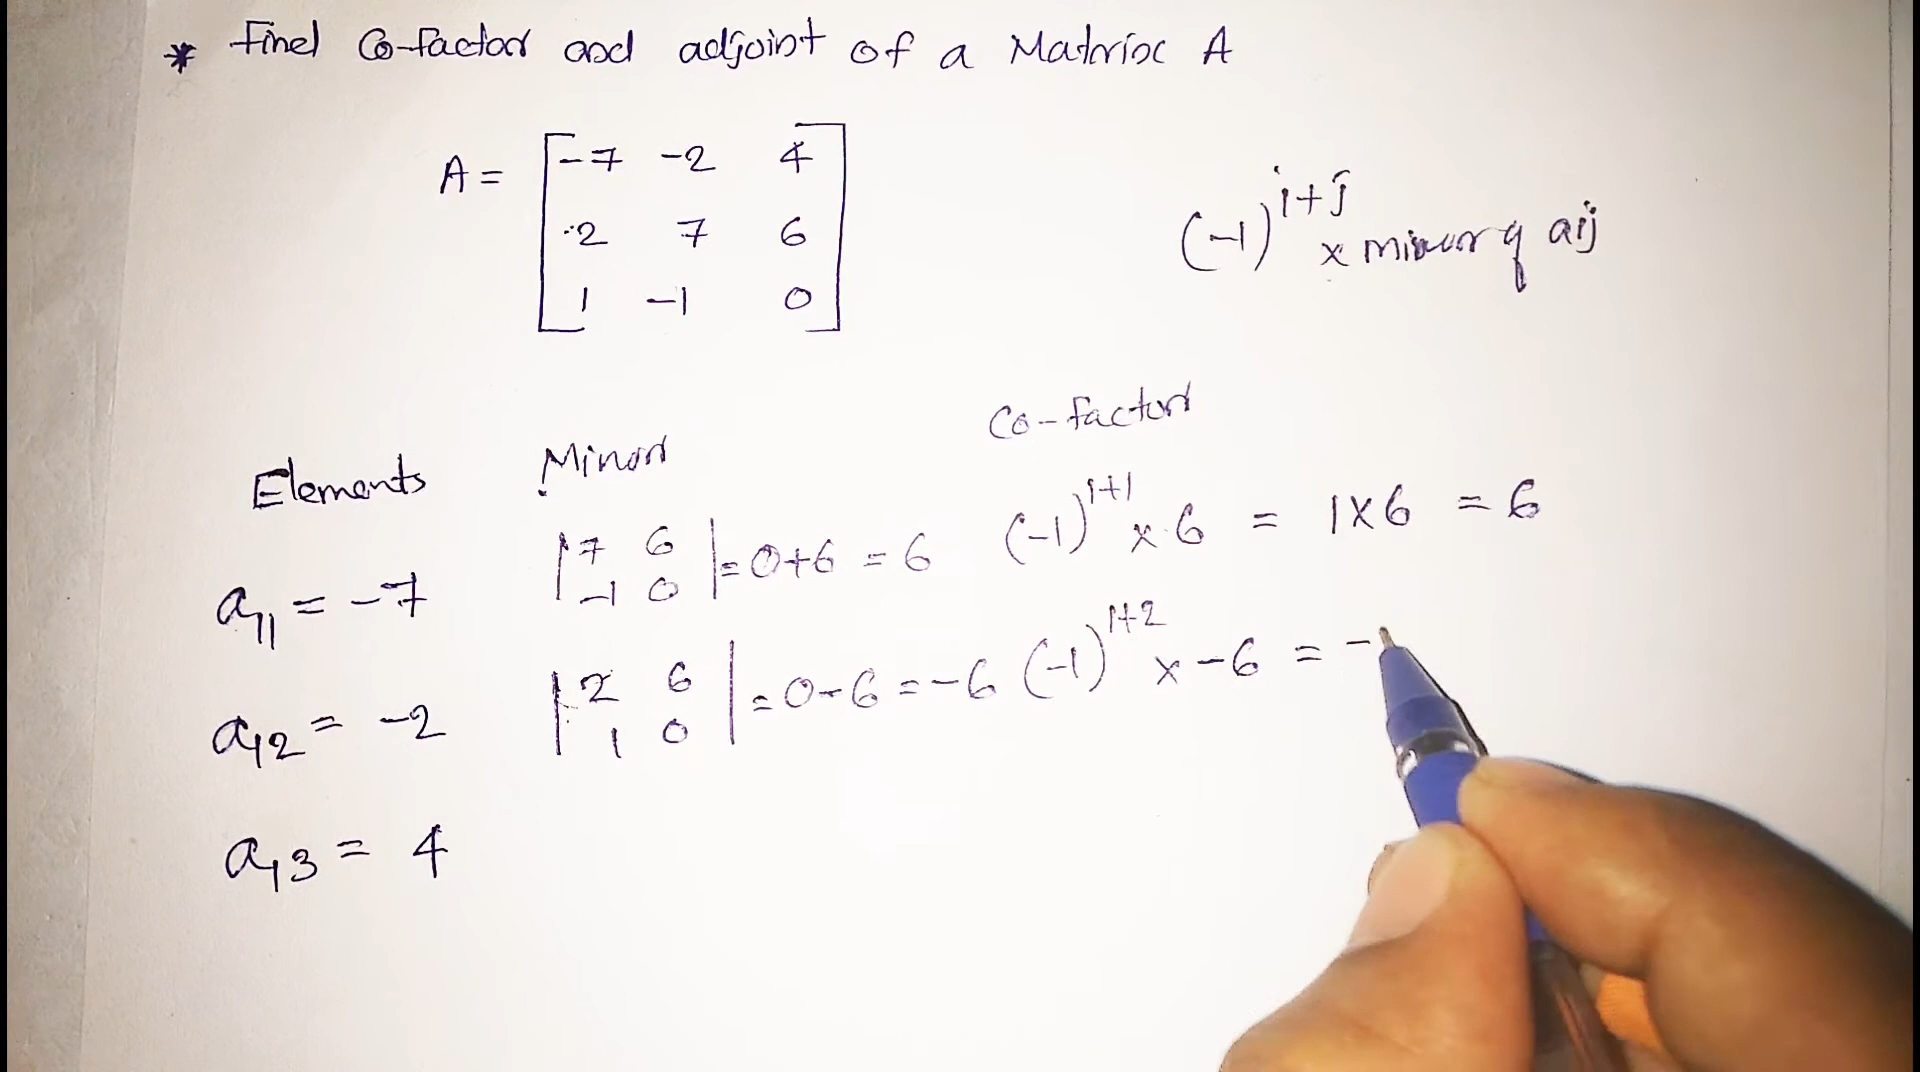 * Find Co-factor and adjoint of a Matrix A
A = [ -7 -2 4
2 7 6
1 -1 0 ]
(-1)^{i+j} x minor of aij
Elements Minor Co-factor
a11 = -7 | 7 6 ; -1 0 | = 0+6 = 6 (-1)^{1+1} x 6 = 1x6 = 6
a12 = -2 | 2 6 ; 1 0 | = 0-6 = -6 (-1)^{1+2} x -6 = -
a13 = 4